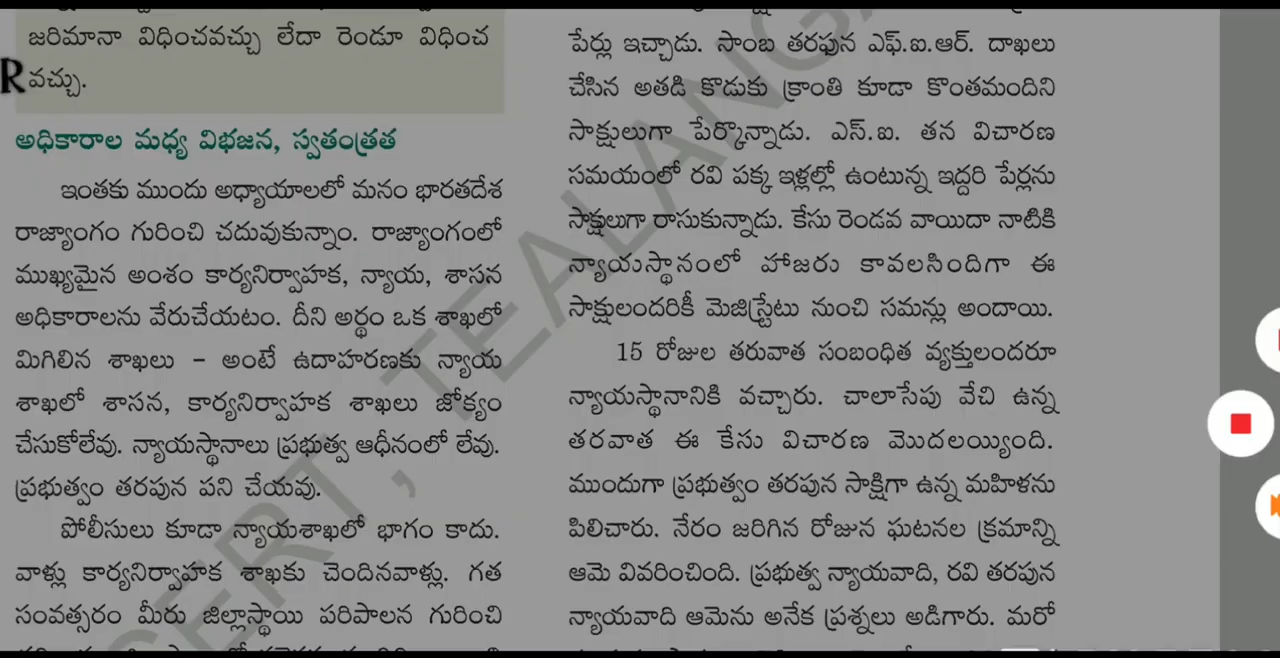 జరిమానా విధించవచ్చు లేదా రెండూ విధించ
వచ్చు.
R
అధికారాల మధ్య విభజన, స్వతంత్రత
ఇంతకు ముందు అధ్యాయాలలో మనం భారతదేశ
రాజ్యాంగం గురించి చదువుకున్నాం. రాజ్యాంగంలో
ముఖ్యమైన అంశం కార్యనిర్వాహక, న్యాయ, శాసన
అధికారాలను వేరుచేయటం. దీని అర్థం ఒక శాఖలో
మిగిలిన శాఖలు – అంటే ఉదాహరణకు న్యాయ
శాఖలో శాసన, కార్యనిర్వాహక శాఖలు జోక్యం
చేసుకోలేవు. న్యాయస్థానాలు ప్రభుత్వ ఆధీనంలో లేవు.
ప్రభుత్వం తరపున పని చేయవు.
పోలీసులు కూడా న్యాయశాఖలో భాగం కాదు.
వాళ్లు కార్యనిర్వాహక శాఖకు చెందినవాళ్లు. గత
సంవత్సరం మీరు జిల్లాస్థాయి పరిపాలన గురించి
పేర్లు ఇచ్చాడు. సాంబ తరఫున ఎఫ్.ఐ.ఆర్. దాఖలు
చేసిన అతడి కొడుకు క్రాంతి కూడా కొంతమందిని
సాక్షులుగా పేర్కొన్నాడు. ఎస్.ఐ. తన విచారణ
సమయంలో రవి పక్క ఇళ్లల్లో ఉంటున్న ఇద్దరి పేర్లను
సాక్షులుగా రాసుకున్నాడు. కేసు రెండవ వాయిదా నాటికి
న్యాయస్థానంలో హాజరు కావలసిందిగా ఈ
సాక్షులందరికీ మెజిస్ట్రేటు నుంచి సమన్లు అందాయి.
15 రోజుల తరువాత సంబంధిత వ్యక్తులందరూ
న్యాయస్థానానికి వచ్చారు. చాలాసేపు వేచి ఉన్న
తరవాత ఈ కేసు విచారణ మొదలయ్యింది.
ముందుగా ప్రభుత్వం తరపున సాక్షిగా ఉన్న మహిళను
పిలిచారు. నేరం జరిగిన రోజున ఘటనల క్రమాన్ని
ఆమె వివరించింది. ప్రభుత్వ న్యాయవాది, రవి తరపున
న్యాయవాది ఆమెను అనేక ప్రశ్నలు అడిగారు. మరో
CERT, TEALANGA